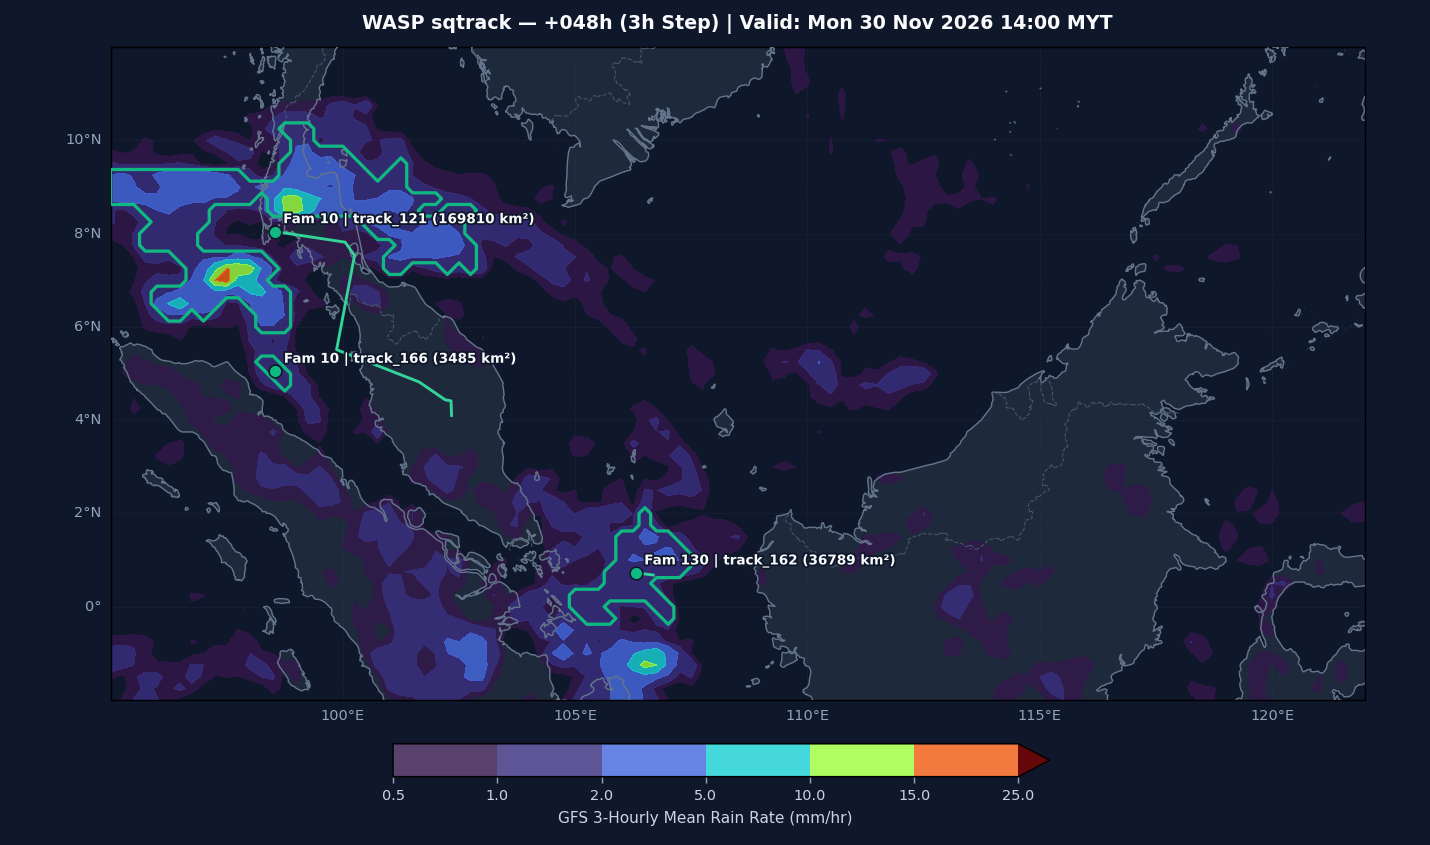 WASP sqtrack — +048h (3h Step) | Valid: Mon 30 Nov 2026 14:00 MYT
10°N
8°N
6°N
4°N
2°N
0°
Fam 10 | track_121 (169810 km²)
Fam 10 | track_166 (3485 km²)
Fam 130 | track_162 (36789 km²)
100°E
105°E
110°E
115°E
120°E
0.5
1.0
2.0
5.0
10.0
15.0
25.0
GFS 3-Hourly Mean Rain Rate (mm/hr)